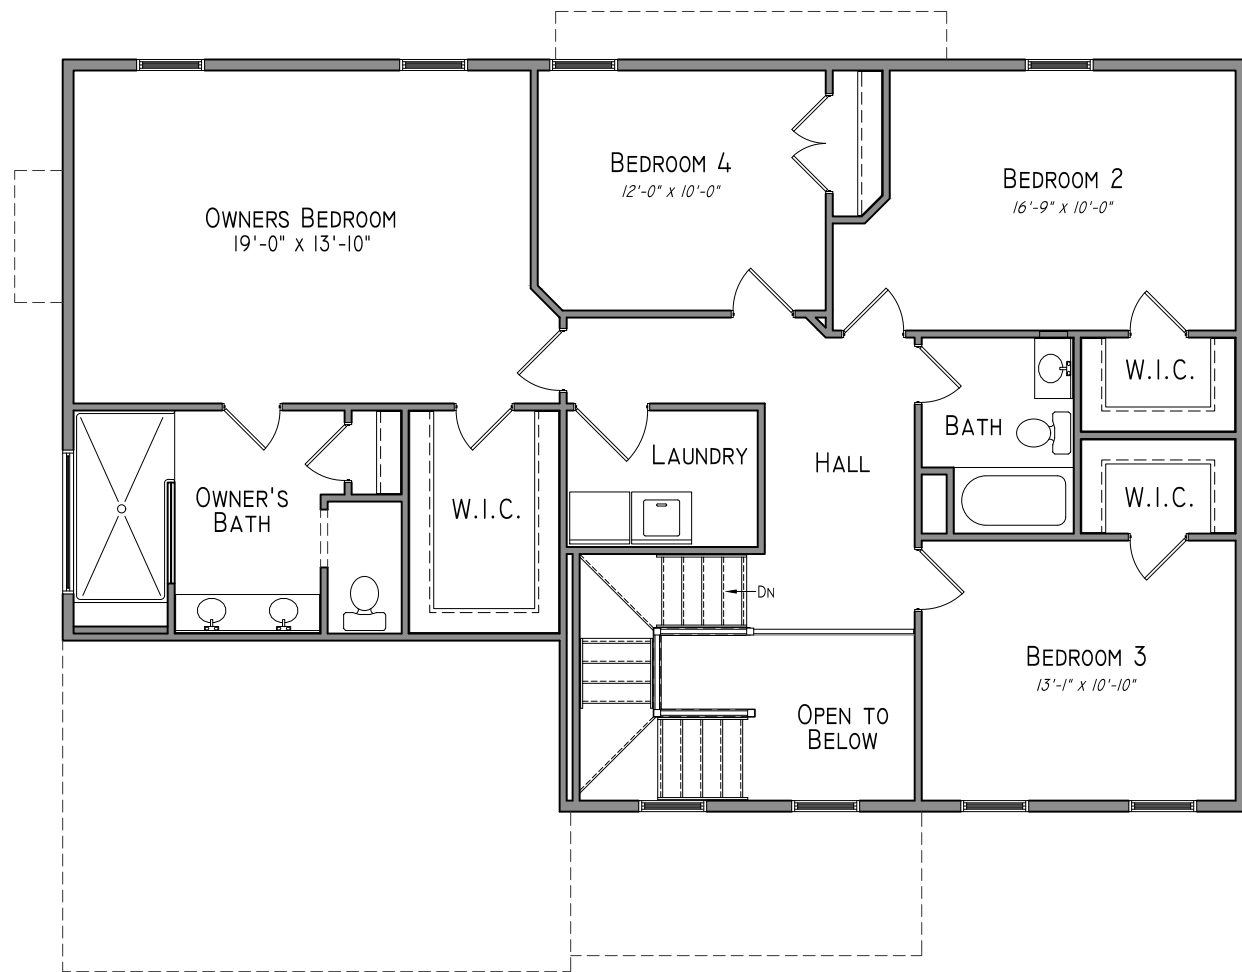 BEDROOM 4
12'-0" X 10'-0"
BEDROOM 2
16'-9" X 10'-0"
OWNERS BEDROOM
19'-0" X 13'-10"
W.I.C.
BATH
LAUNDRY
HALL
OWNER'S
BATH
W.I.C.
W.I.C.
DN
BEDROOM 3
13'-1" X 10'-10"
OPEN TO
BELOW